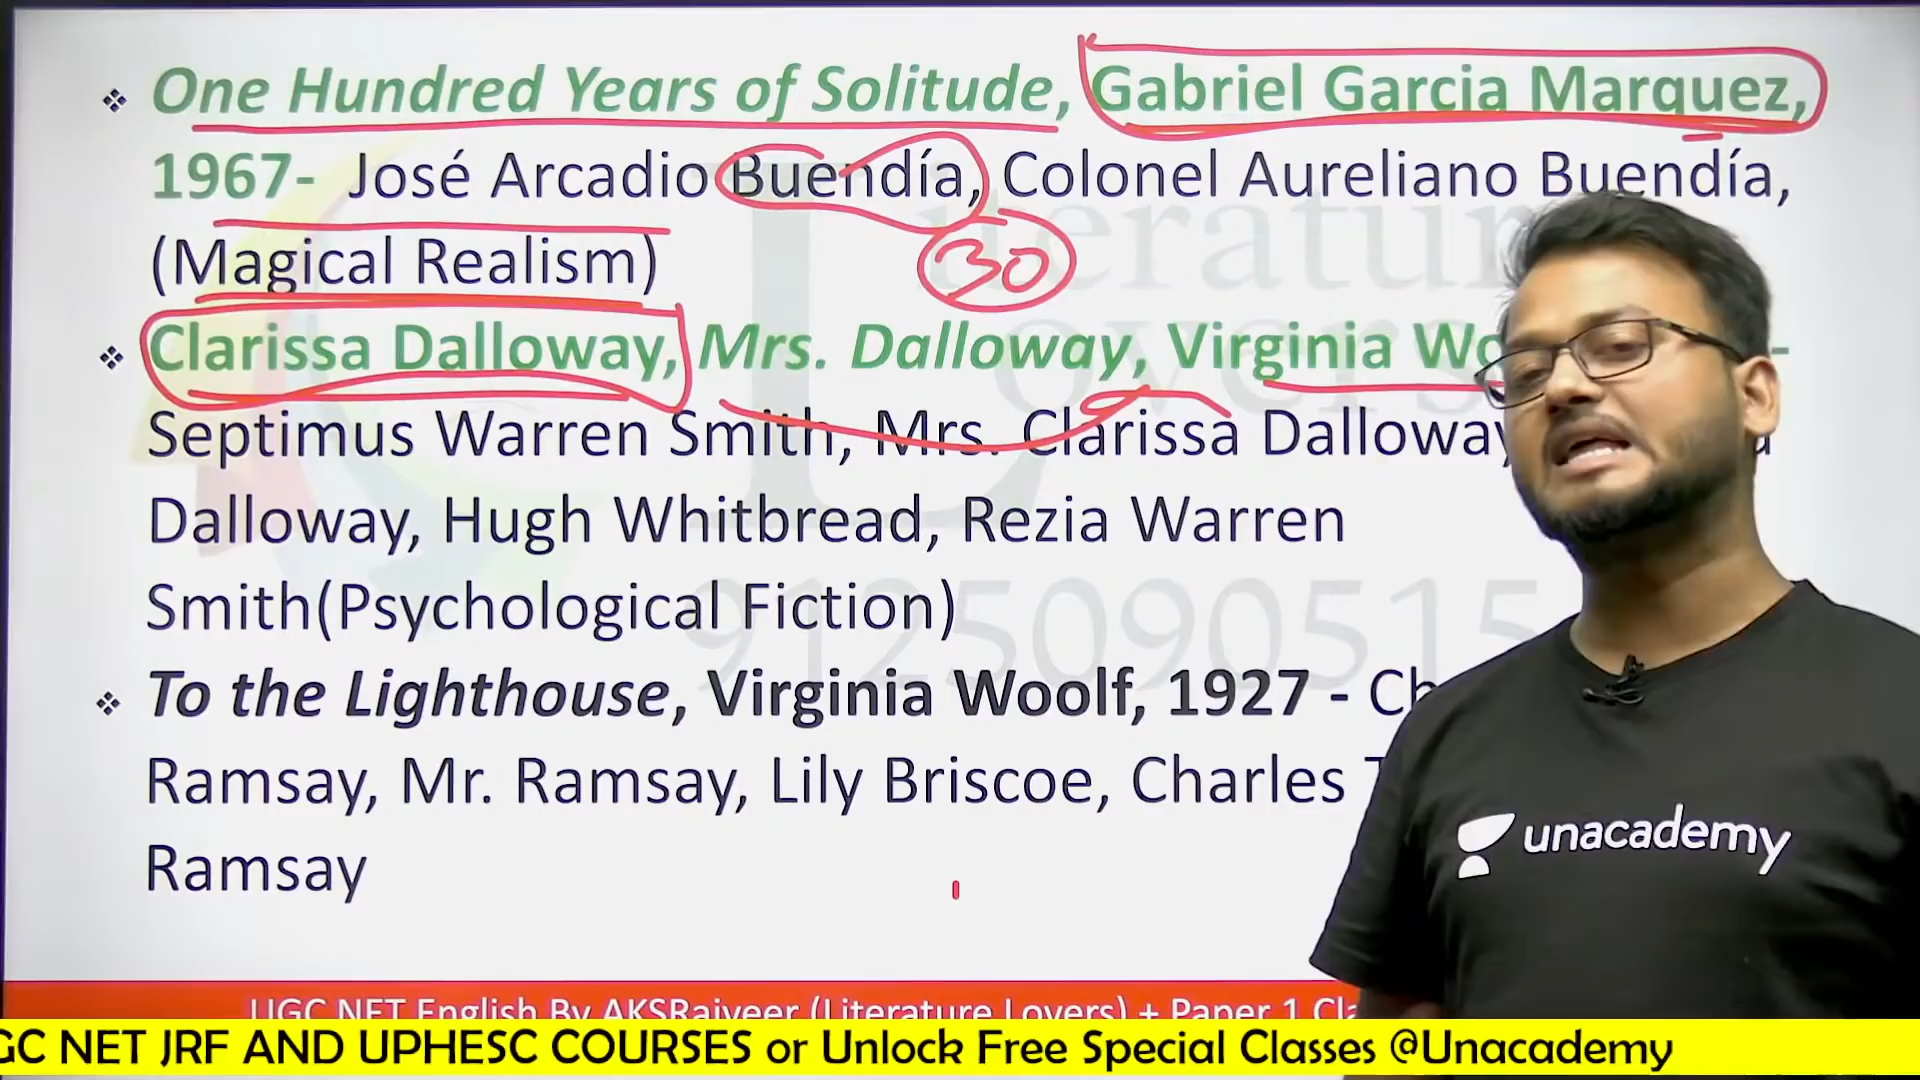 ❖ One Hundred Years of Solitude, Gabriel Garcia Marquez,
1967- José Arcadio Buendía, Colonel Aureliano Buendía,
(Magical Realism)
30
❖ Clarissa Dalloway, Mrs. Dalloway, Virginia
Septimus Warren Smith, Mrs. Clarissa Dalloway
Dalloway, Hugh Whitbread, Rezia Warren
Smith(Psychological Fiction)
❖ To the Lighthouse, Virginia Woolf, 1927 -
Ramsay, Mr. Ramsay, Lily Briscoe, Charles
Ramsay
Literature
Lovers
9125090515
unacademy
UGC NET English By AKSRajveer (Literature Lovers) + Paper 1
GC NET JRF AND UPHESC COURSES or Unlock Free Special Classes @Unacademy